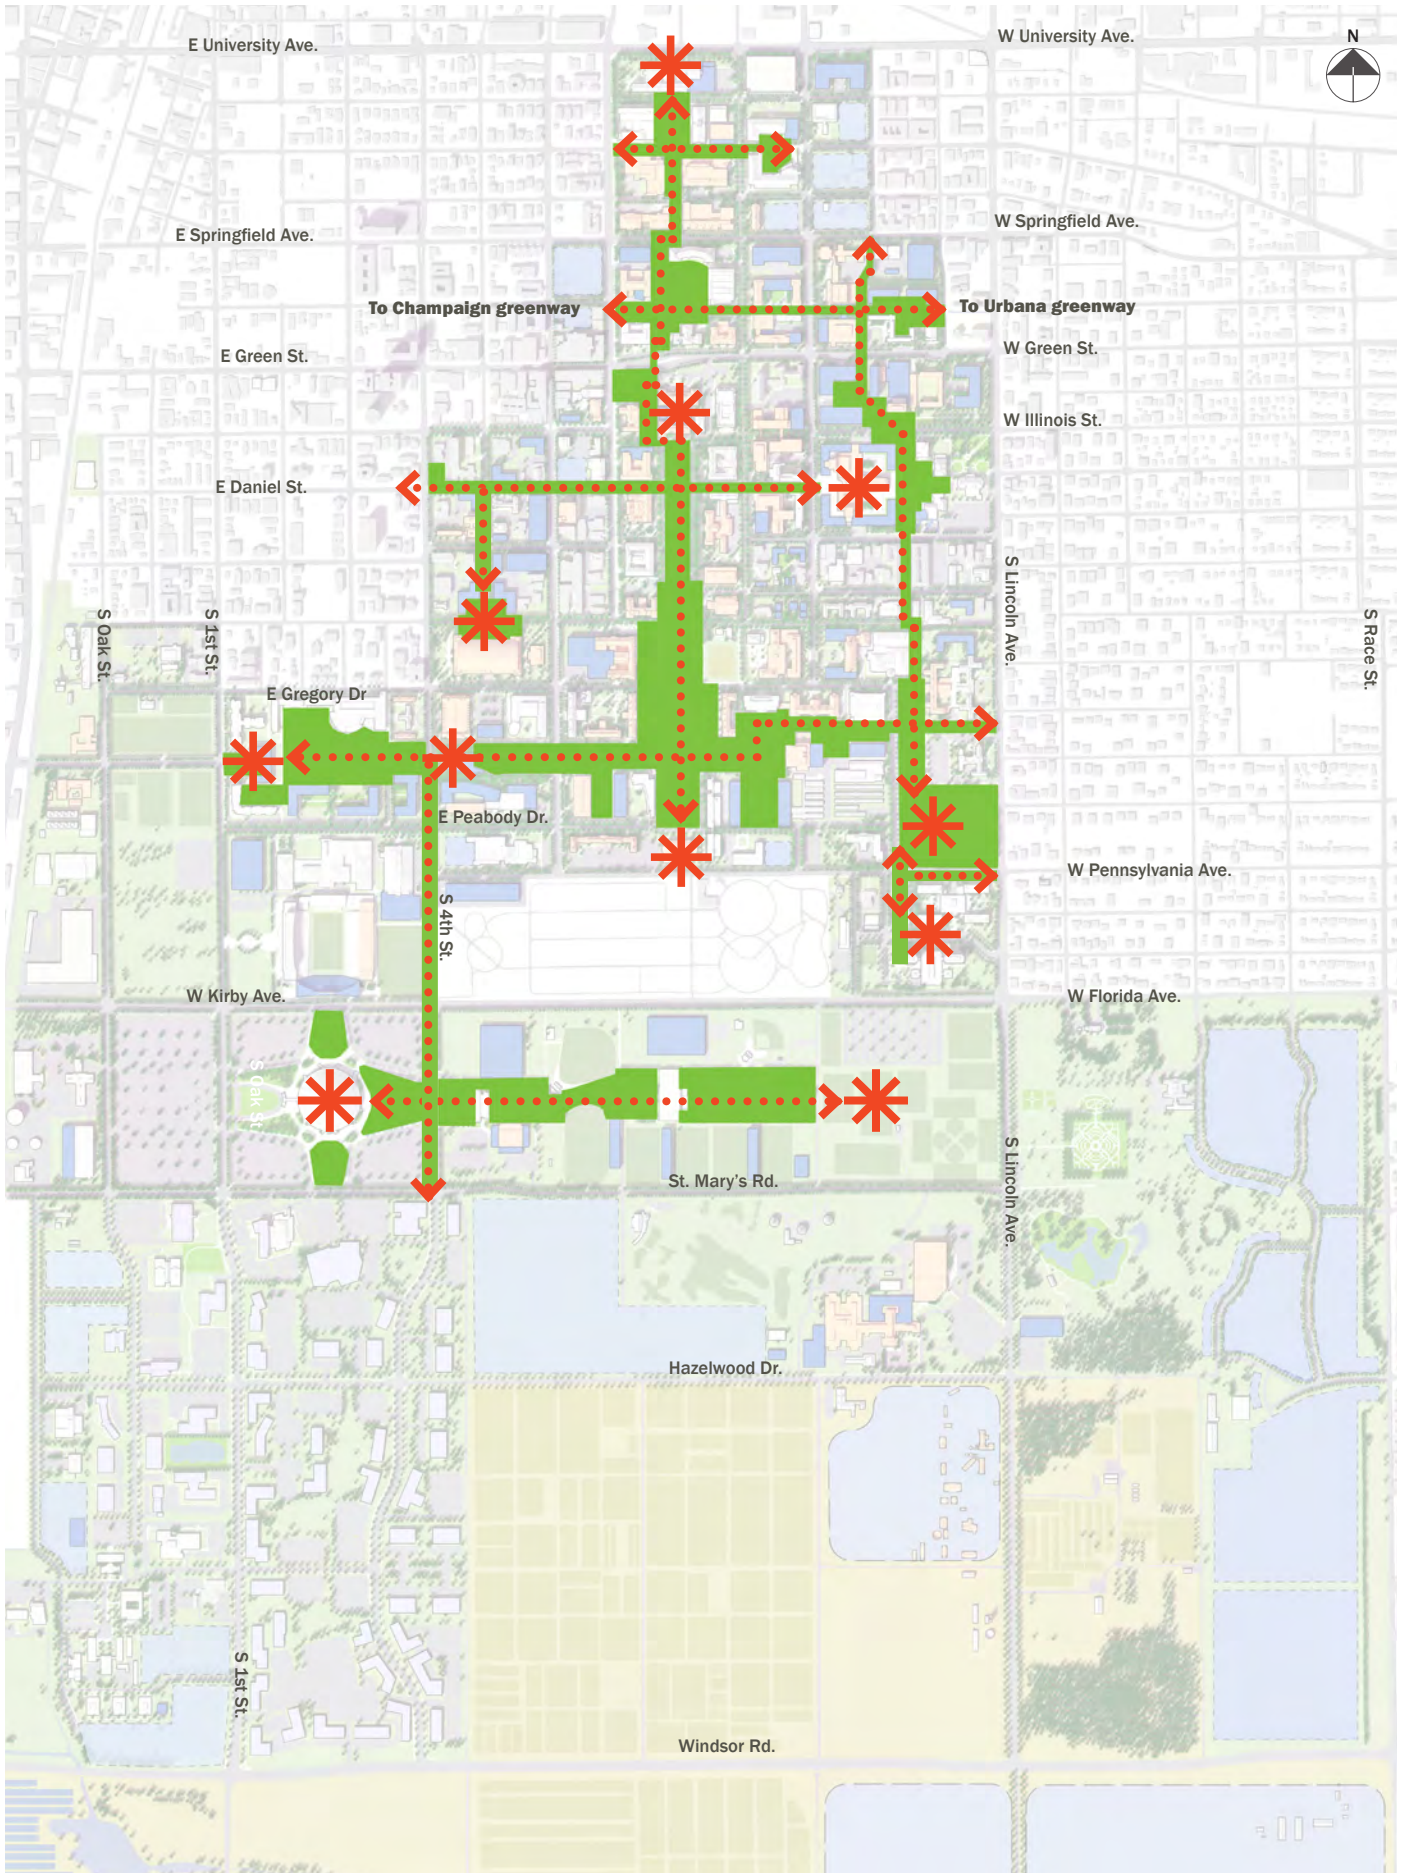 E University Ave.
W University Ave.
N
E Springfield Ave.
W Springfield Ave.
To Champaign greenway
To Urbana greenway
E Green St.
W Green St.
W Illinois St.
E Daniel St.
S Lincoln Ave.
S Oak St.
S 1st St.
S Race St.
E Gregory Dr
E Peabody Dr.
W Pennsylvania Ave.
S 4th St.
W Kirby Ave.
W Florida Ave.
S Oak St
S Lincoln Ave.
St. Mary's Rd.
Hazelwood Dr.
S 1st St.
Windsor Rd.